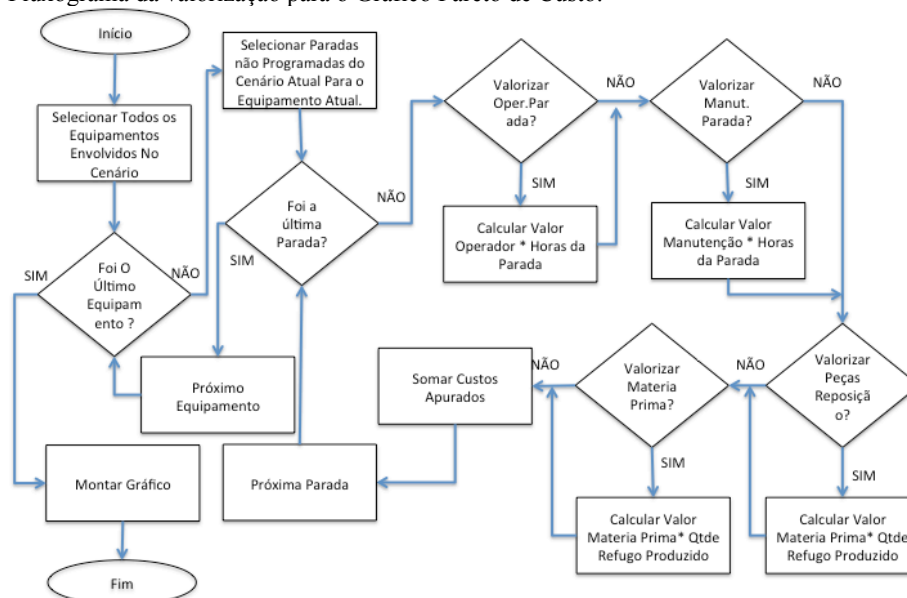 Fluxograma da valorização para o Gráfico Pareto de Custo.
Início
Selecionar Todos os
Equipamentos
Envolvidos No
Cenário
Foi O
Último
Equipam
ento ?
SIM
NÃO
Selecionar Paradas
não Programadas do
Cenário Atual Para o
Equipamento Atual.
Foi a
última
Parada?
SIM
NÃO
Próximo
Equipamento
Montar Gráfico
Fim
Valorizar
Oper.Par
ada?
NÃO
SIM
Calcular Valor
Operador * Horas da
Parada
Valorizar
Manut.
Parada?
NÃO
SIM
Calcular Valor
Manutenção * Horas
da Parada
Valorizar
Peças
Reposiçã
o?
NÃO
SIM
Calcular Valor
Materia Prima* Qtde
Refugo Produzido
Valorizar
Materia
Prima?
NÃO
SIM
Calcular Valor
Materia Prima* Qtde
Refugo Produzido
Somar Custos
Apurados
Próxima Parada